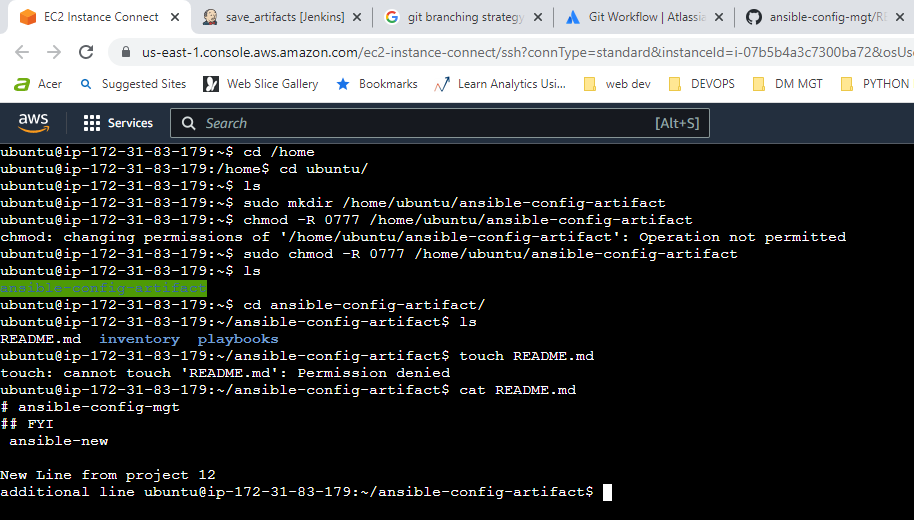 EC2 Instance Connect
save_artifacts [Jenkins]
git branching strategy
Git Workflow | Atlassia
ansible-config-mgt/RE
us-east-1.console.aws.amazon.com/ec2-instance-connect/ssh?connType=standard&instanceId=i-07b5b4a3c7300ba72&osUse
Acer
Suggested Sites
Web Slice Gallery
Bookmarks
Learn Analytics Usi...
web dev
DEVOPS
DM MGT
PYTHON
aws
Services
Search
[Alt+S]
ubuntu@ip-172-31-83-179:~$ cd /home
ubuntu@ip-172-31-83-179:/home$ cd ubuntu/
ubuntu@ip-172-31-83-179:~$ ls
ubuntu@ip-172-31-83-179:~$ sudo mkdir /home/ubuntu/ansible-config-artifact
ubuntu@ip-172-31-83-179:~$ chmod -R 0777 /home/ubuntu/ansible-config-artifact
chmod: changing permissions of '/home/ubuntu/ansible-config-artifact': Operation not permitted
ubuntu@ip-172-31-83-179:~$ sudo chmod -R 0777 /home/ubuntu/ansible-config-artifact
ubuntu@ip-172-31-83-179:~$ ls
ansible-config-artifact
ubuntu@ip-172-31-83-179:~$ cd ansible-config-artifact/
ubuntu@ip-172-31-83-179:~/ansible-config-artifact$ ls
README.md  inventory  playbooks
ubuntu@ip-172-31-83-179:~/ansible-config-artifact$ touch README.md
touch: cannot touch 'README.md': Permission denied
ubuntu@ip-172-31-83-179:~/ansible-config-artifact$ cat README.md
# ansible-config-mgt
## FYI
 ansible-new
New Line from project 12
additional line ubuntu@ip-172-31-83-179:~/ansible-config-artifact$